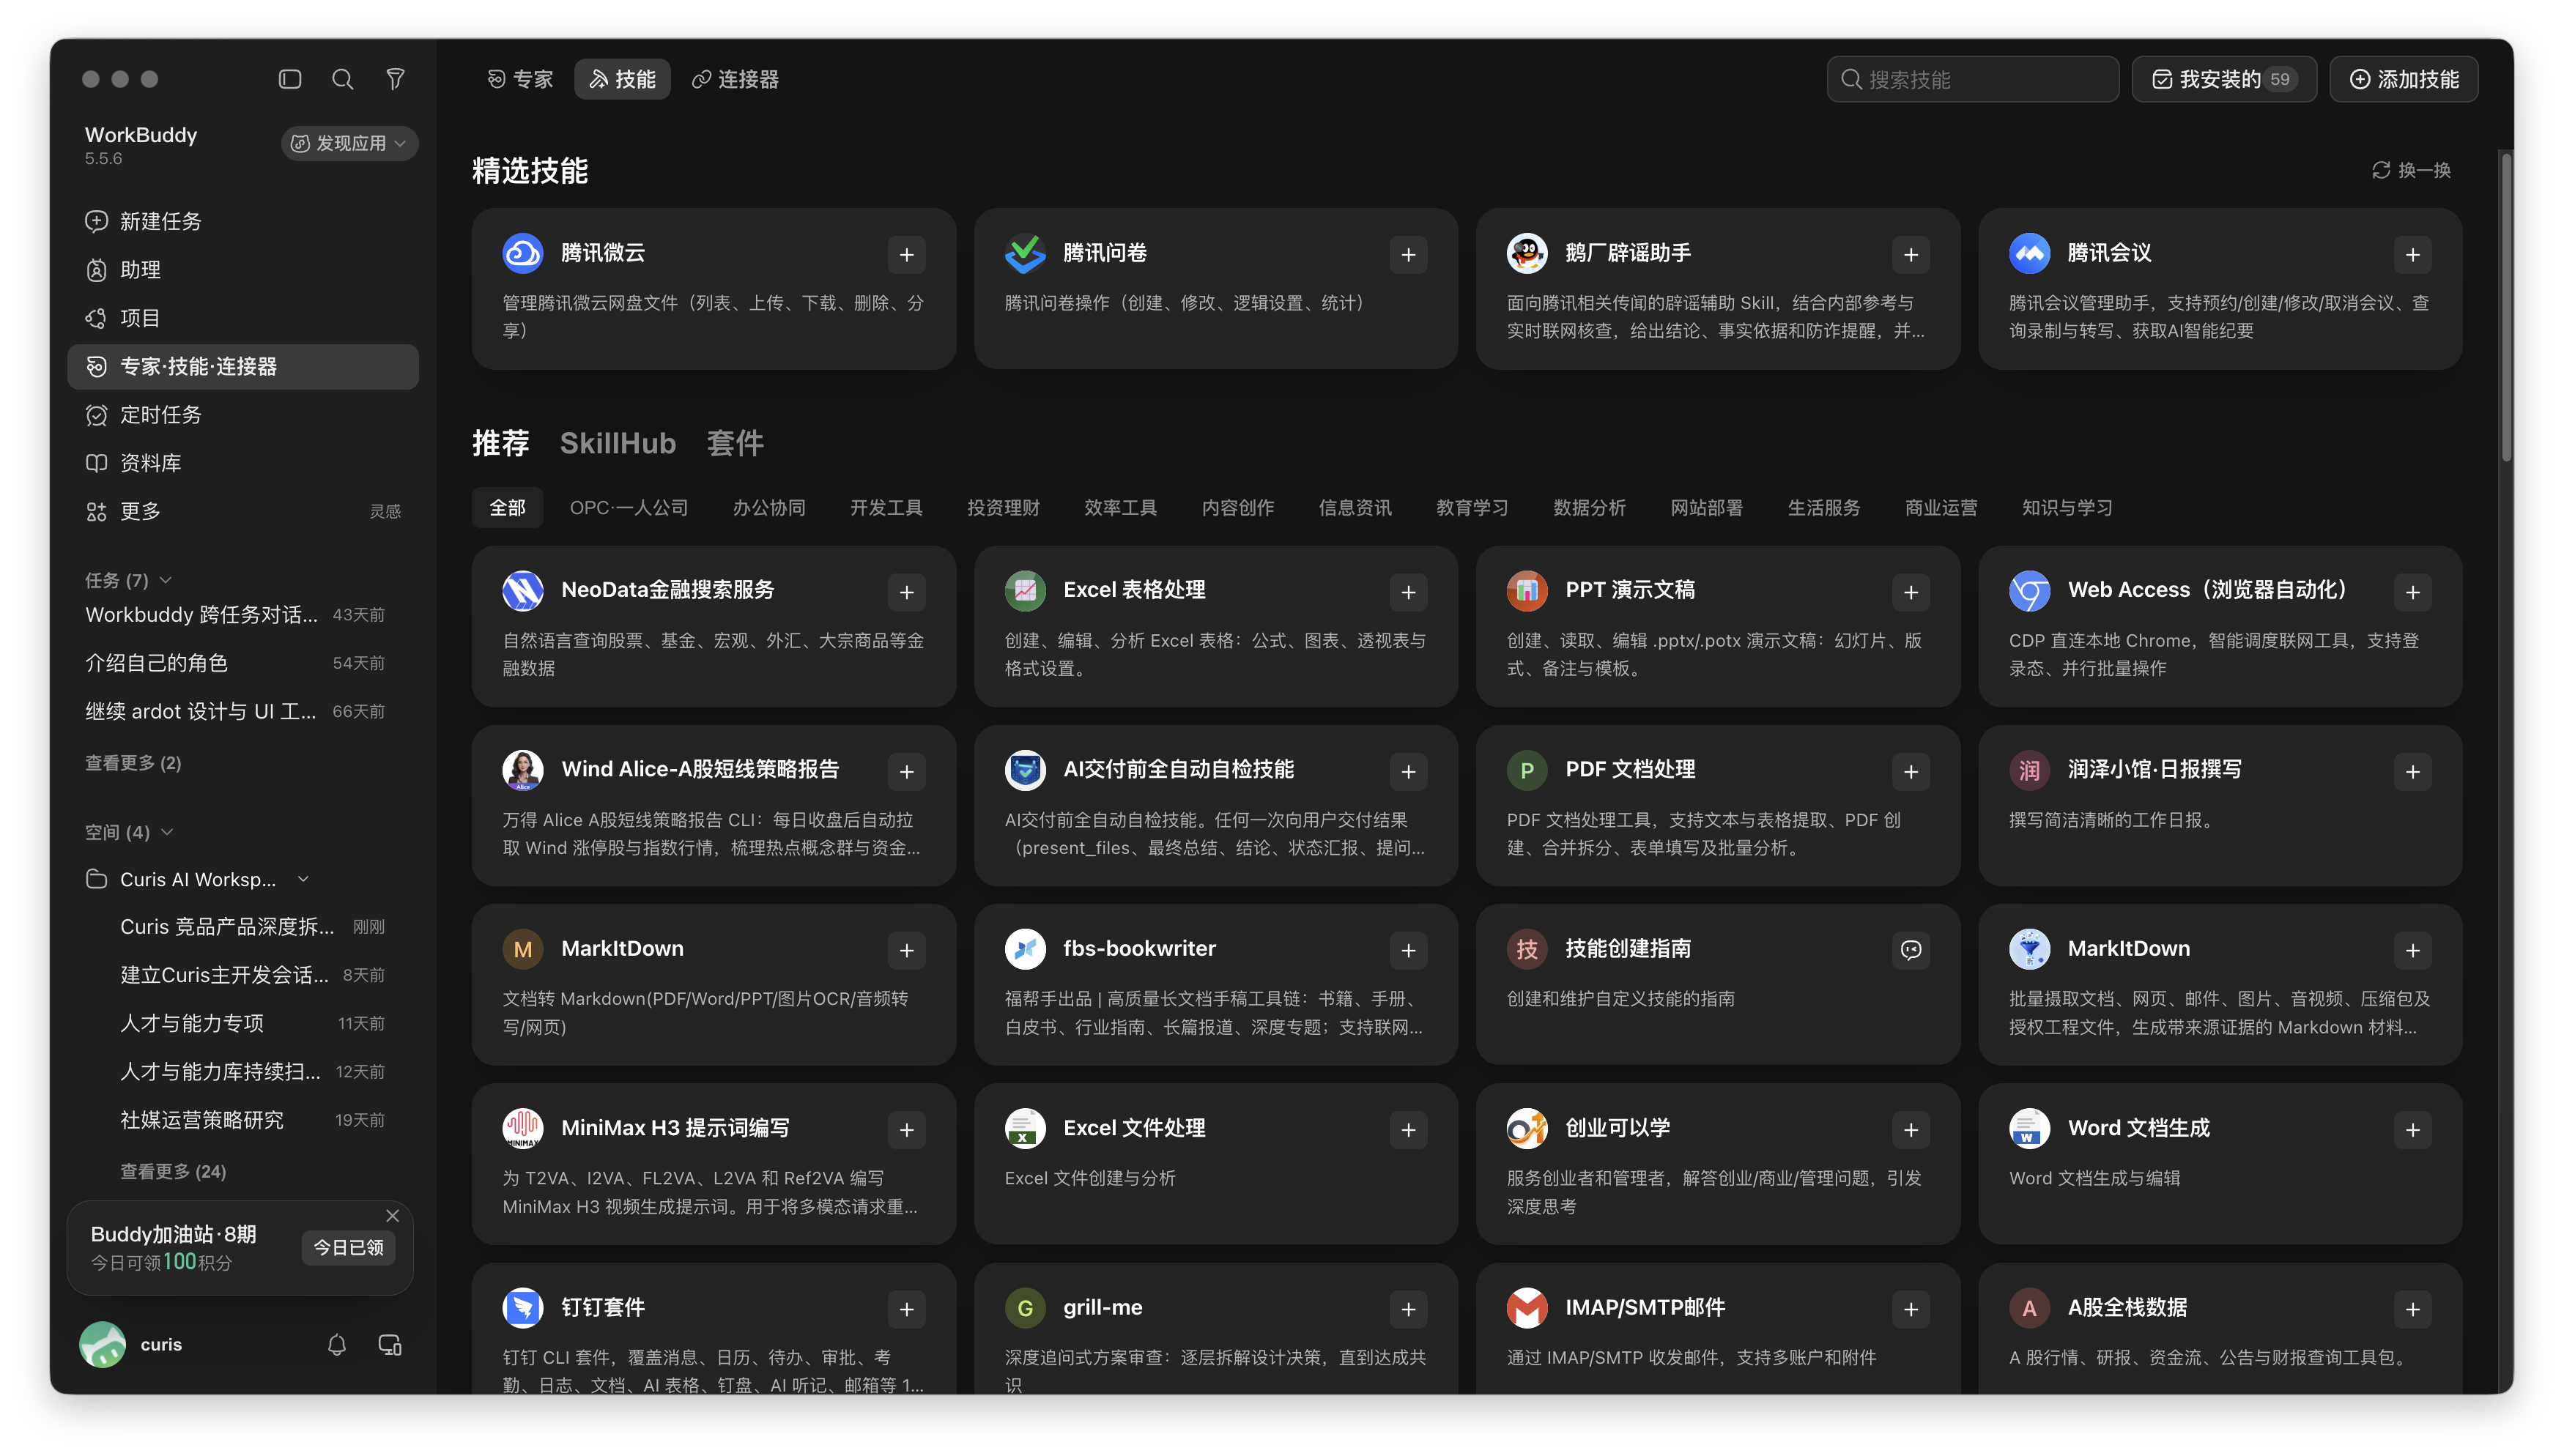 WorkBuddy
5.5.6
发现应用
新建任务
助理
项目
专家·技能·连接器
定时任务
资料库
更多
灵感
任务 (7)
Workbuddy 跨任务对话... 43天前
介绍自己的角色 54天前
继续 ardot 设计与 UI 工... 66天前
查看更多 (2)
空间 (4)
Curis AI Worksp...
Curis 竞品产品深度拆... 刚刚
建立Curis主开发会话... 8天前
人才与能力专项 11天前
人才与能力库持续扫... 12天前
社媒运营策略研究 19天前
查看更多 (24)
Buddy加油站·8期
今日可领100积分
今日已领
curis
专家 技能 连接器
搜索技能
我安装的 59
添加技能
精选技能
换一换
腾讯微云
管理腾讯微云网盘文件（列表、上传、下载、删除、分
享）
腾讯问卷
腾讯问卷操作（创建、修改、逻辑设置、统计）
鹅厂辟谣助手
面向腾讯相关传闻的辟谣辅助 Skill，结合内部参考与
实时联网核查，给出结论、事实依据和防诈提醒，并...
腾讯会议
腾讯会议管理助手，支持预约/创建/修改/取消会议、查
询录制与转写、获取AI智能纪要
推荐 SkillHub 套件
全部 OPC·一人公司 办公协同 开发工具 投资理财 效率工具 内容创作 信息资讯 教育学习 数据分析 网站部署 生活服务 商业运营 知识与学习
NeoData金融搜索服务
自然语言查询股票、基金、宏观、外汇、大宗商品等金
融数据
Excel 表格处理
创建、编辑、分析 Excel 表格：公式、图表、透视表与
格式设置。
PPT 演示文稿
创建、读取、编辑 .pptx/.potx 演示文稿：幻灯片、版
式、备注与模板。
Web Access（浏览器自动化）
CDP 直连本地 Chrome，智能调度联网工具，支持登
录态、并行批量操作
Alice
Wind Alice-A股短线策略报告
万得 Alice A股短线策略报告 CLI：每日收盘后自动拉
取 Wind 涨停股与指数行情，梳理热点概念群与资金...
AI交付前全自动自检技能
AI交付前全自动自检技能。任何一次向用户交付结果
（present_files、最终总结、结论、状态汇报、提问...
P
PDF 文档处理
PDF 文档处理工具，支持文本与表格提取、PDF 创
建、合并拆分、表单填写及批量分析。
润
润泽小馆·日报撰写
撰写简洁清晰的工作日报。
M
MarkItDown
文档转 Markdown(PDF/Word/PPT/图片OCR/音频转
写/网页)
fbs-bookwriter
福帮手出品 | 高质量长文档手稿工具链：书籍、手册、
白皮书、行业指南、长篇报道、深度专题；支持联网...
技
技能创建指南
创建和维护自定义技能的指南
MarkItDown
批量摄取文档、网页、邮件、图片、音视频、压缩包及
授权工程文件，生成带来源证据的 Markdown 材料...
MINIMAX
MiniMax H3 提示词编写
为 T2VA、I2VA、FL2VA、L2VA 和 Ref2VA 编写
MiniMax H3 视频生成提示词。用于将多模态请求重...
X
Excel 文件处理
Excel 文件创建与分析
创业可以学
服务创业者和管理者，解答创业/商业/管理问题，引发
深度思考
W
Word 文档生成
Word 文档生成与编辑
钉钉套件
钉钉 CLI 套件，覆盖消息、日历、待办、审批、考
勤、日志、文档、AI 表格、钉盘、AI 听记、邮箱等 1...
G
grill-me
深度追问式方案审查：逐层拆解设计决策，直到达成共
识
IMAP/SMTP邮件
通过 IMAP/SMTP 收发邮件，支持多账户和附件
A
A股全栈数据
A 股行情、研报、资金流、公告与财报查询工具包。